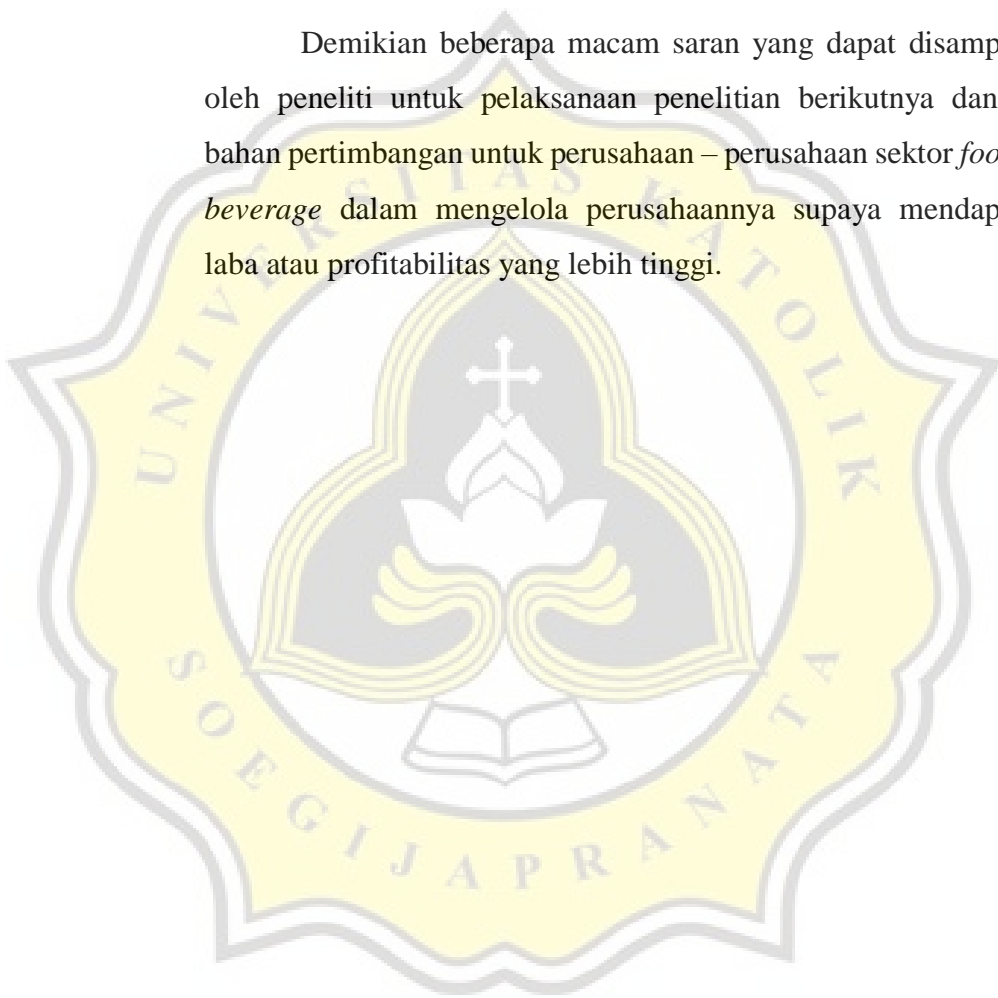 Demikian beberapa macam saran yang dapat disamp
oleh peneliti untuk pelaksanaan penelitian berikutnya dan
bahan pertimbangan untuk perusahaan – perusahaan sektor foo
beverage dalam mengelola perusahaannya supaya mendap
laba atau profitabilitas yang lebih tinggi.
UNIVERSITAS KATOLIK
SOEGIJAPRANATA